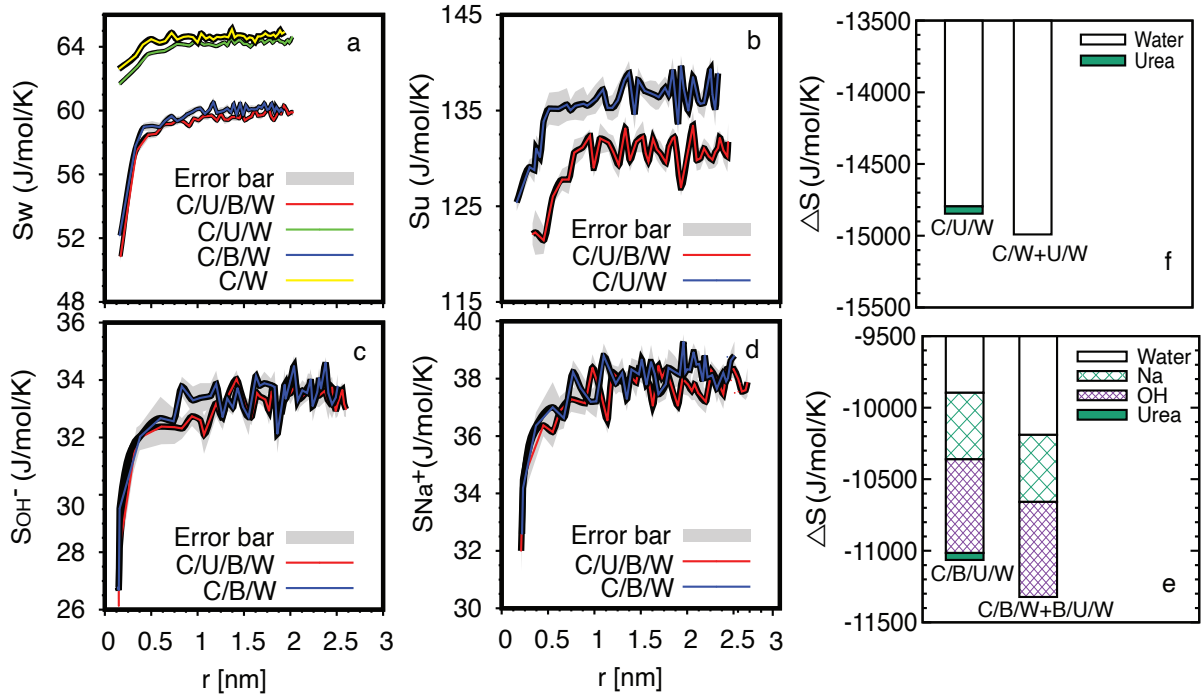 Sw (J/mol/K)
64
60
56
52
48
a
Error bar
C/U/B/W
C/U/W
C/B/W
C/W
Su (J/mol/K)
145
135
125
115
b
Error bar
C/U/B/W
C/U/W
△S (J/mol/K)
-13500
-14000
-14500
-15000
-15500
Water
Urea
C/U/W
C/W+U/W
f
SOH- (J/mol/K)
36
34
32
30
28
26
c
Error bar
C/U/B/W
C/B/W
0 0.5 1 1.5 2 2.5 3
r [nm]
SNa+(J/mol/K)
40
38
36
34
32
30
d
Error bar
C/U/B/W
C/B/W
0 0.5 1 1.5 2 2.5 3
r [nm]
△S (J/mol/K)
-9500
-10000
-10500
-11000
-11500
Water
Na
OH
Urea
C/B/U/W
C/B/W+B/U/W
e